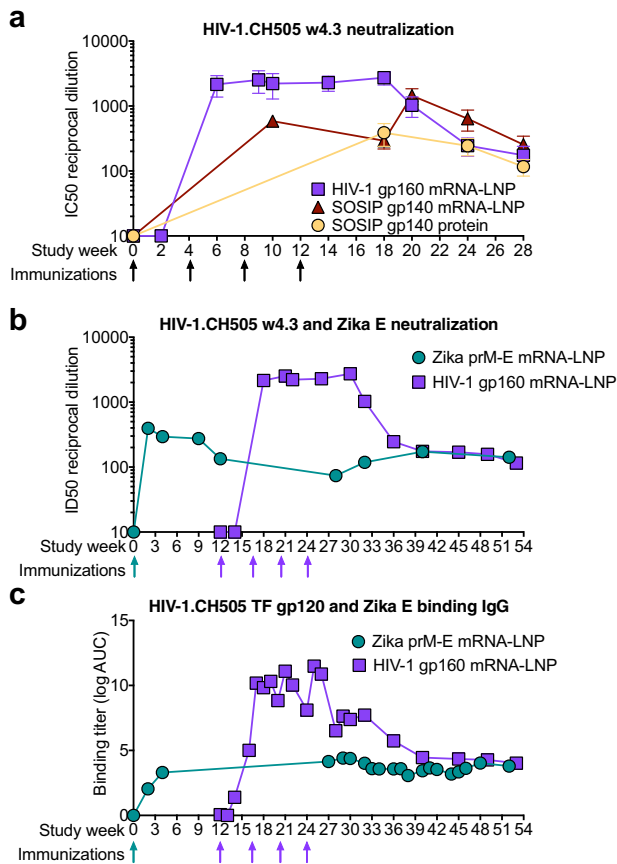 a
HIV-1.CH505 w4.3 neutralization
IC50 reciprocal dilution
10000
1000
100
10
HIV-1 gp160 mRNA-LNP
SOSIP gp140 mRNA-LNP
SOSIP gp140 protein
Study week 0 2 4 6 8 10 12 14 16 18 20 22 24 26 28
Immunizations
b
HIV-1.CH505 w4.3 and Zika E neutralization
ID50 reciprocal dilution
10000
1000
100
10
Zika prM-E mRNA-LNP
HIV-1 gp160 mRNA-LNP
Study week 0 3 6 9 12 15 18 21 24 27 30 33 36 39 42 45 48 51 54
Immunizations
c
HIV-1.CH505 TF gp120 and Zika E binding IgG
Binding titer (log AUC)
15
10
5
0
Zika prM-E mRNA-LNP
HIV-1 gp160 mRNA-LNP
Study week 0 3 6 9 12 15 18 21 24 27 30 33 36 39 42 45 48 51 54
Immunizations